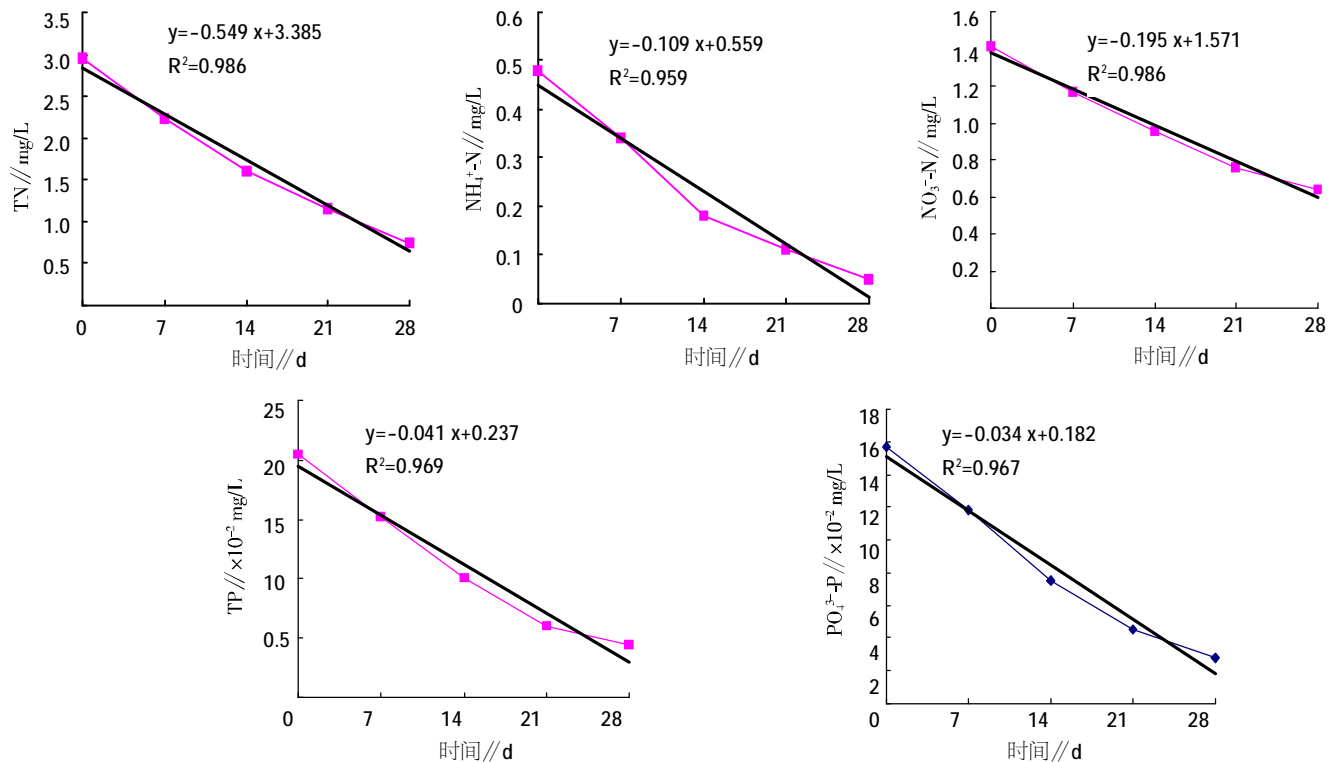 3.5
3.0
2.5
2.0
1.5
1.0
0.5
TN∥mg/L
y=-0.549 x+3.385
R²=0.986
0 7 14 21 28
时间∥d
0.6
0.5
0.4
0.3
0.2
0.1
0
NH₄⁺-N∥mg/L
y=-0.109 x+0.559
R²=0.959
7 14 21 28
时间∥d
1.6
1.4
1.2
1.0
0.8
0.6
0.4
0.2
NO₃⁻-N∥mg/L
y=-0.195 x+1.571
R²=0.986
0 7 14 21 28
时间∥d
25
20
15
10
0.5
TP∥×10⁻² mg/L
y=-0.041 x+0.237
R²=0.969
0 7 14 21 28
时间∥d
18
16
14
12
10
8
6
4
2
PO₄³⁻-P∥×10⁻² mg/L
y=-0.034 x+0.182
R²=0.967
0 7 14 21 28
时间∥d